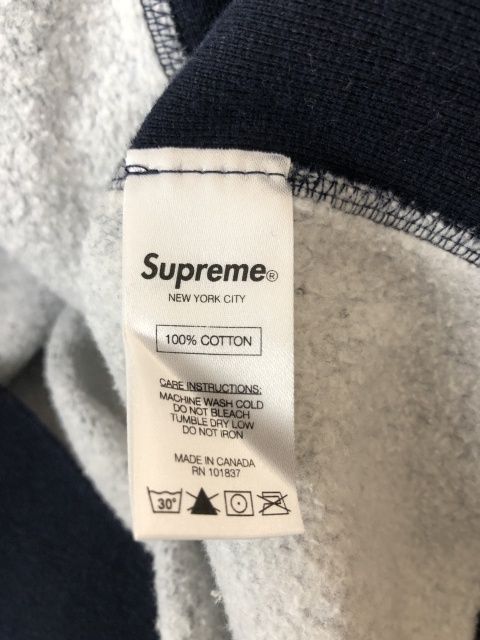 Supreme®
NEW YORK CITY
100% COTTON
CARE INSTRUCTIONS:
MACHINE WASH COLD
DO NOT BLEACH
TUMBLE DRY LOW
DO NOT IRON
MADE IN CANADA
RN 101837
30°